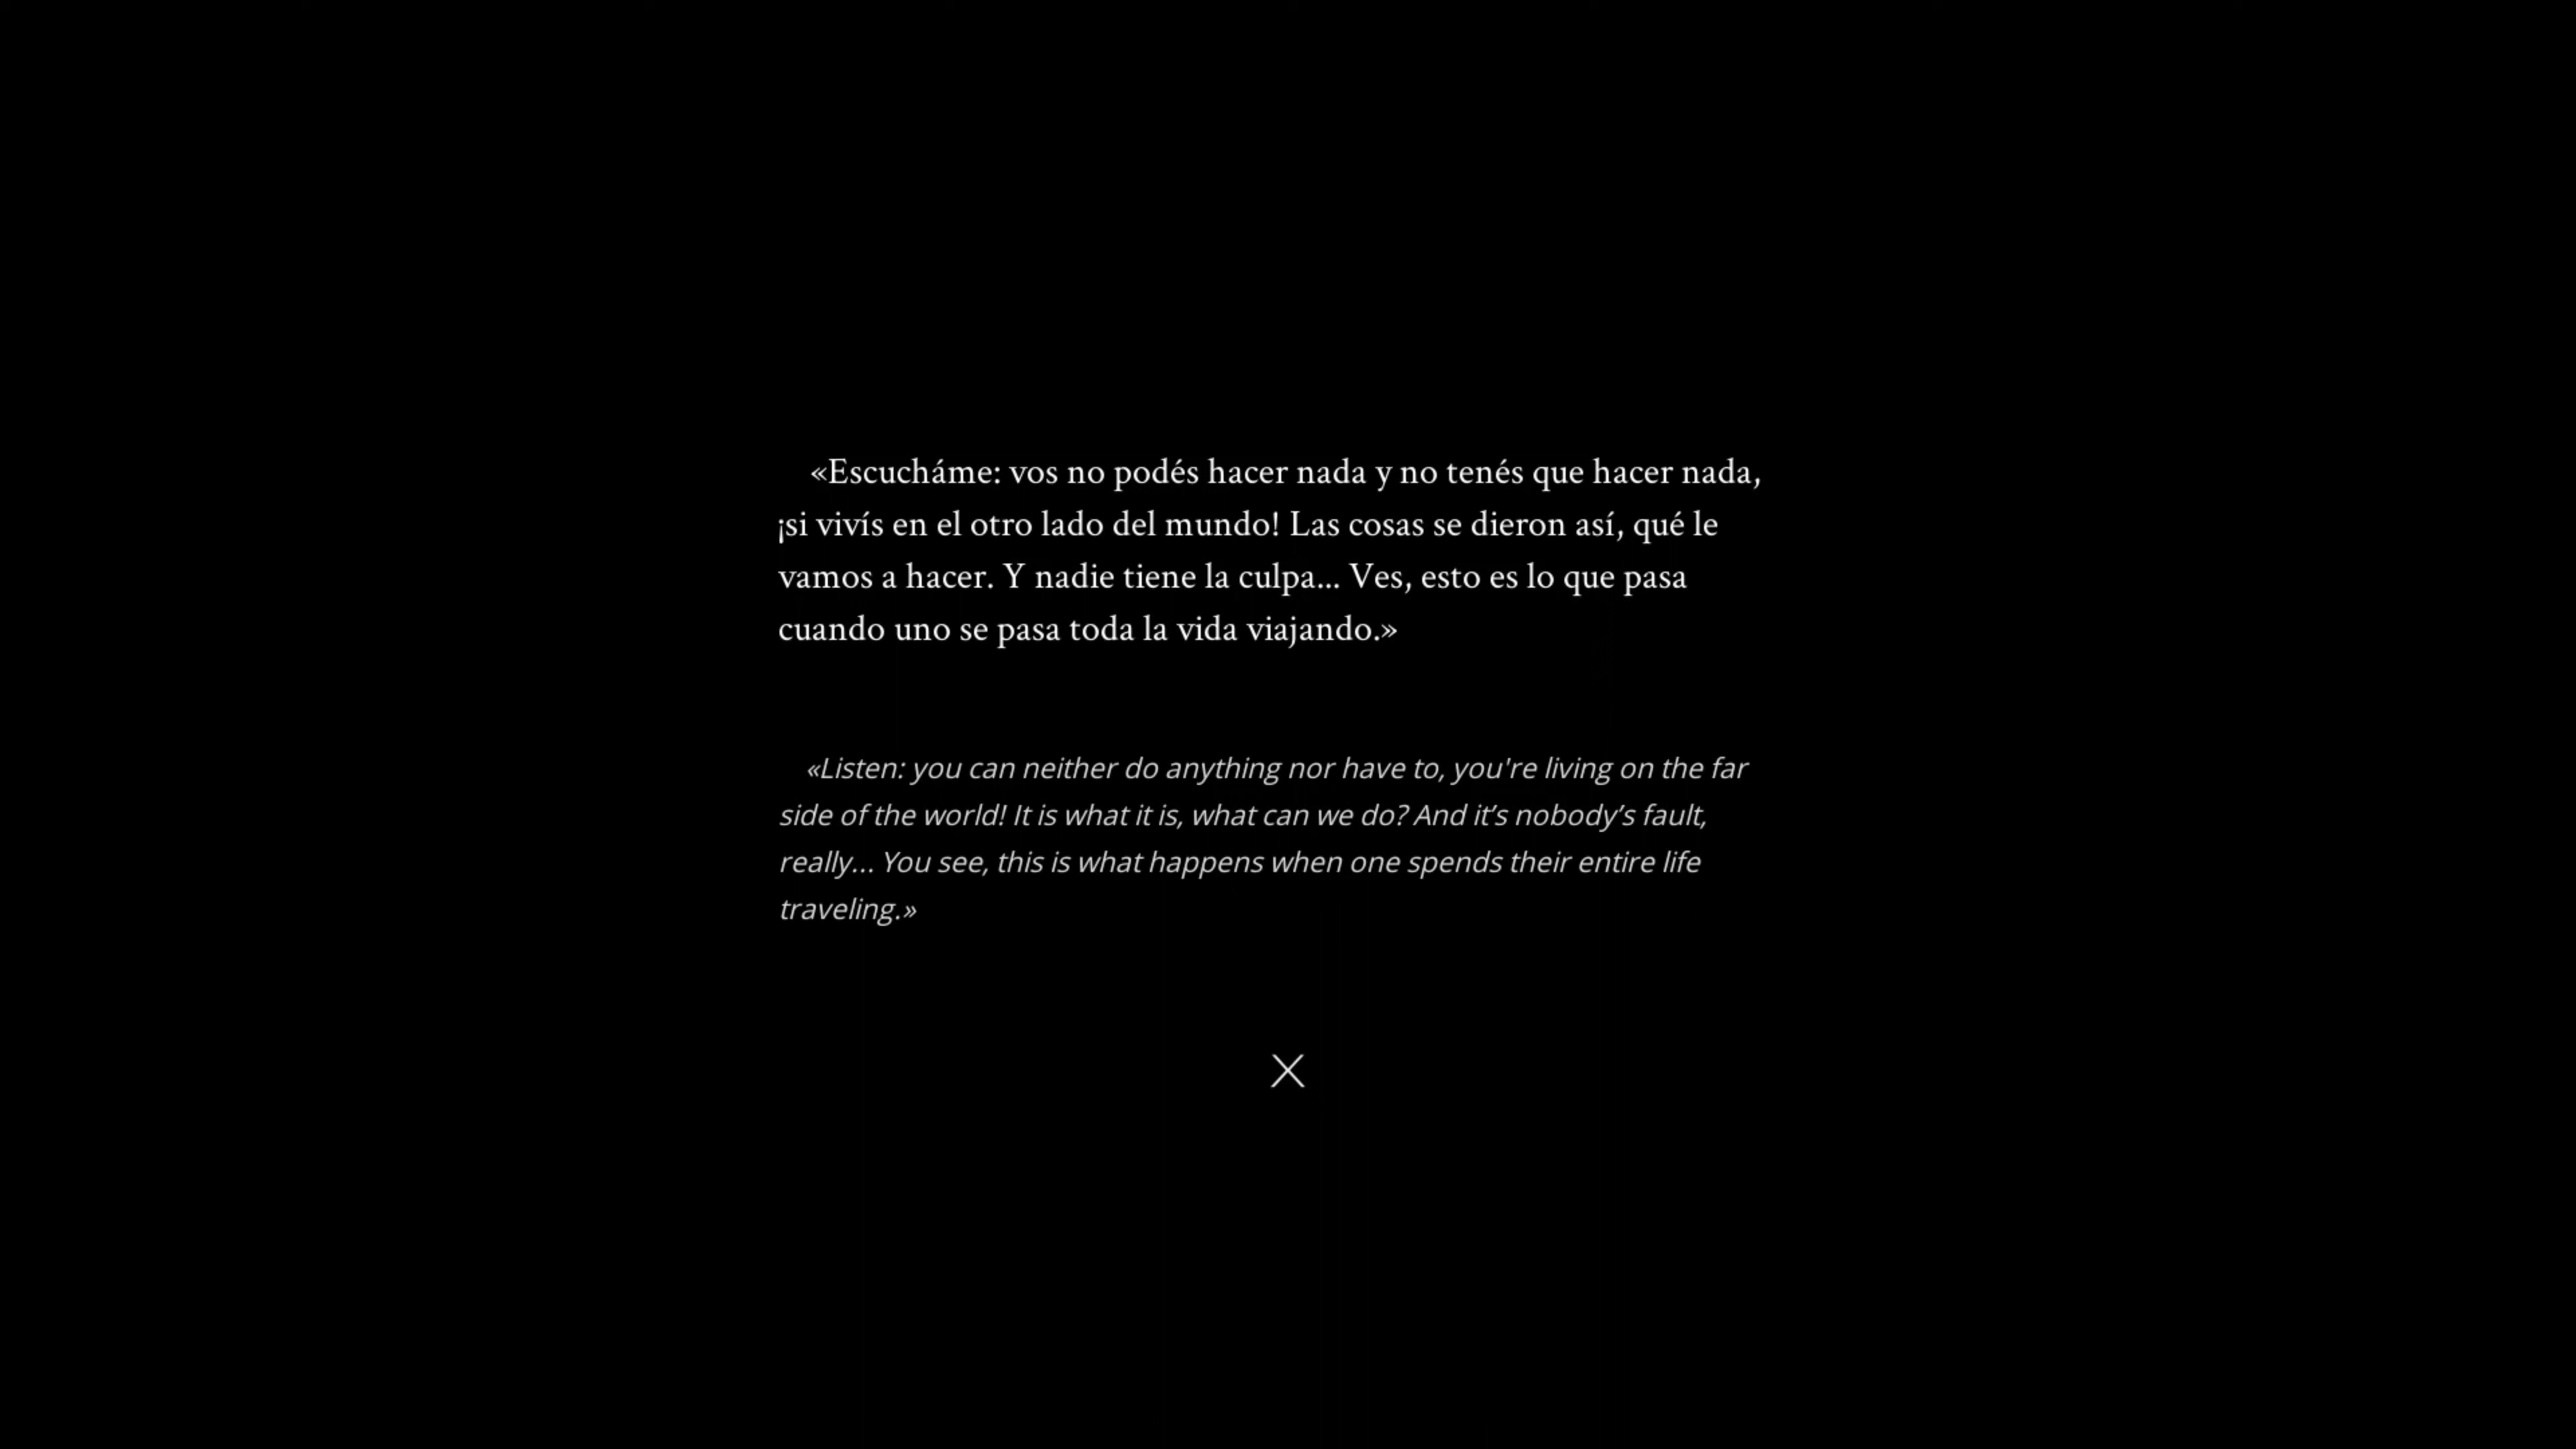 «Escucháme: vos no podés hacer nada y no tenés que hacer nada,
¡si vivís en el otro lado del mundo! Las cosas se dieron así, qué le
vamos a hacer. Y nadie tiene la culpa... Ves, esto es lo que pasa
cuando uno se pasa toda la vida viajando.»
«Listen: you can neither do anything nor have to, you're living on the far
side of the world! It is what it is, what can we do? And it’s nobody’s fault,
really... You see, this is what happens when one spends their entire life
traveling.»